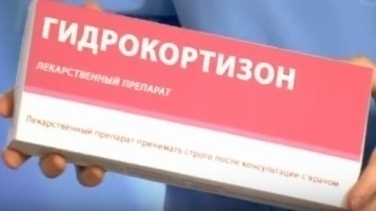 ГИДРОКОРТИЗОН
ЛЕКАРСТВЕННЫЙ ПРЕПАРАТ
Лекарственный препарат принимать строго после консультации с врачом